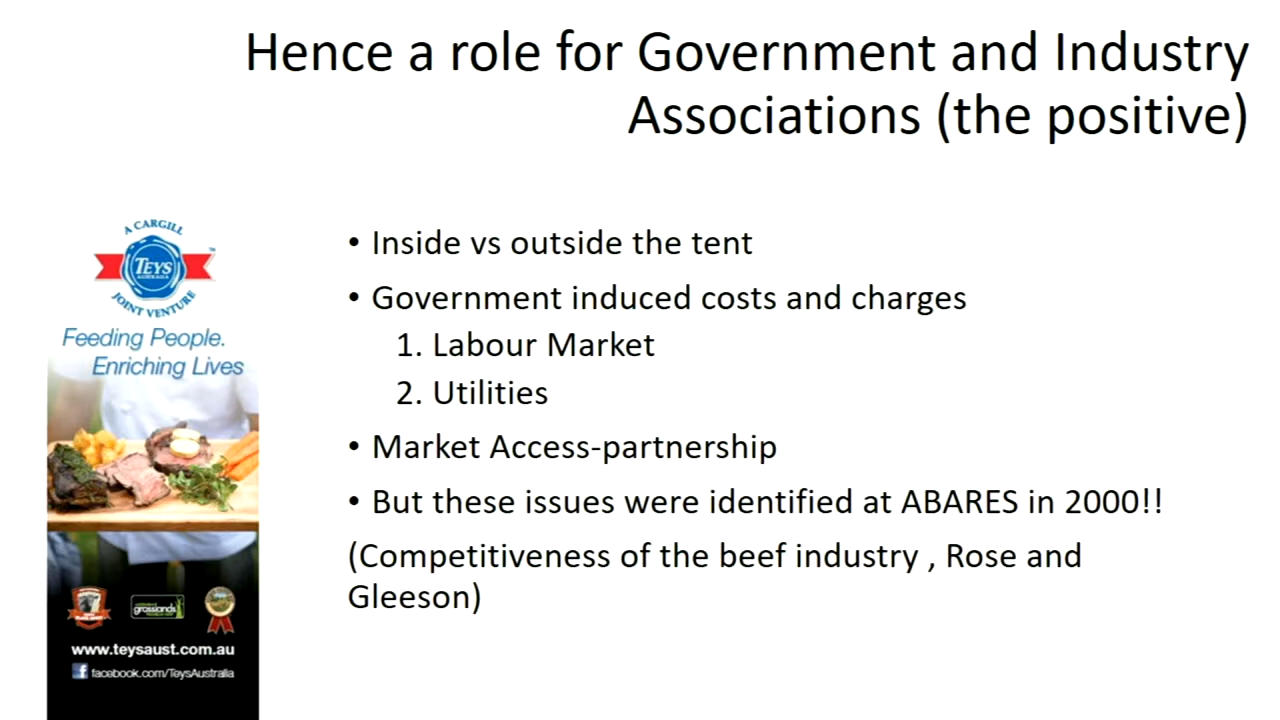 Hence a role for Government and Industry
Associations (the positive)
A CARGILL
TEYS
AUSTRALIA
JOINT VENTURE
™
Feeding People.
Enriching Lives
grasslands
www.teysaust.com.au
f facebook.com/TeysAustralia
• Inside vs outside the tent
• Government induced costs and charges
1. Labour Market
2. Utilities
• Market Access-partnership
• But these issues were identified at ABARES in 2000!!
(Competitiveness of the beef industry , Rose and
Gleeson)